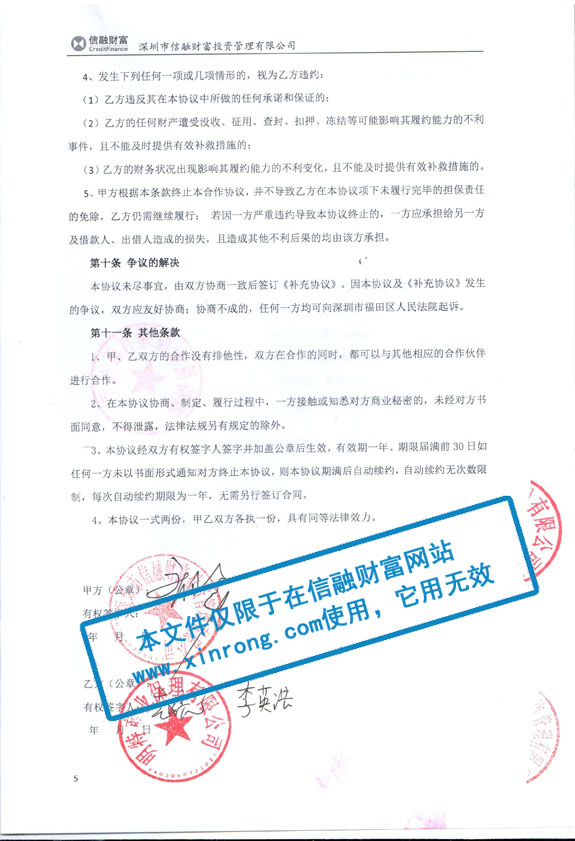 信融财富
CreditFinance
深圳市信融财富投资管理有限公司
4、发生下列任何一项或几项情形的，视为乙方违约：
（1）乙方违反其在本协议中所做的任何承诺和保证的；
（2）乙方的任何财产遭受没收、征用、查封、扣押、冻结等可能影响其履约能力的不利
事件，且不能及时提供有效补救措施的；
（3）乙方的财务状况出现影响其履约能力的不利变化，且不能及时提供有效补救措施的。
5、甲方根据本条款终止本合作协议，并不导致乙方在本协议项下未履行完毕的担保责任
的免除，乙方仍需继续履行； 若因一方严重违约导致本协议终止的，一方应承担给另一方
及借款人、出借人造成的损失，且造成其他不利后果的均由该方承担。
第十条 争议的解决
本协议未尽事宜，由双方协商一致后签订《补充协议》。因本协议及《补充协议》发生
的争议，双方应友好协商；协商不成的，任何一方均可向深圳市福田区人民法院起诉。
第十一条 其他条款
1、甲、乙双方的合作没有排他性，双方在合作的同时，都可以与其他相应的合作伙伴
进行合作。
2、在本协议协商、制定、履行过程中，一方接触或知悉对方商业秘密的，未经对方书
面同意，不得泄露，法律法规另有规定的除外。
3、本协议经双方有权签字人签字并加盖公章后生效，有效期一年。期限届满前 30 日如
任何一方未以书面形式通知对方终止本协议，则本协议期满后自动续约，自动续约无次数限
制，每次自动续约期限为一年，无需另行签订合同。
4、本协议一式两份，甲乙双方各执一份，具有同等法律效力。
甲方（公章）
有权签字人：
年 月
本文件仅限于在信融财富网站
www.xinrong.com使用，它用无效
乙方（公章）
有权签字人： 李英浩
年 月 日
5